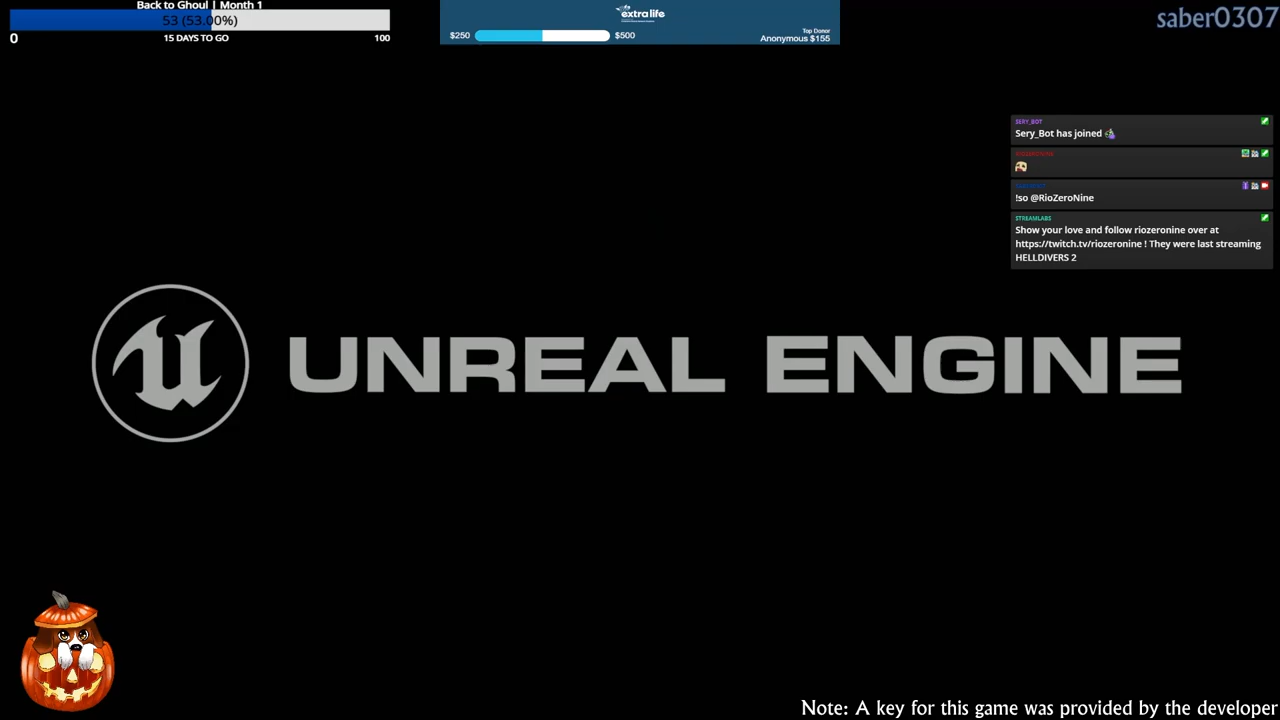 Back to Ghoul | Month 1
53 (53.00%)
0
15 DAYS TO GO
100
extra life
$250
$500
Top Donor
Anonymous $155
saber0307
SERY_BOT
Sery_Bot has joined
!so @RioZeroNine
STREAMLABS
Show your love and follow riozeronine over at
https://twitch.tv/riozeronine ! They were last streaming
HELLDIVERS 2
UNREAL ENGINE
Note: A key for this game was provided by the developer